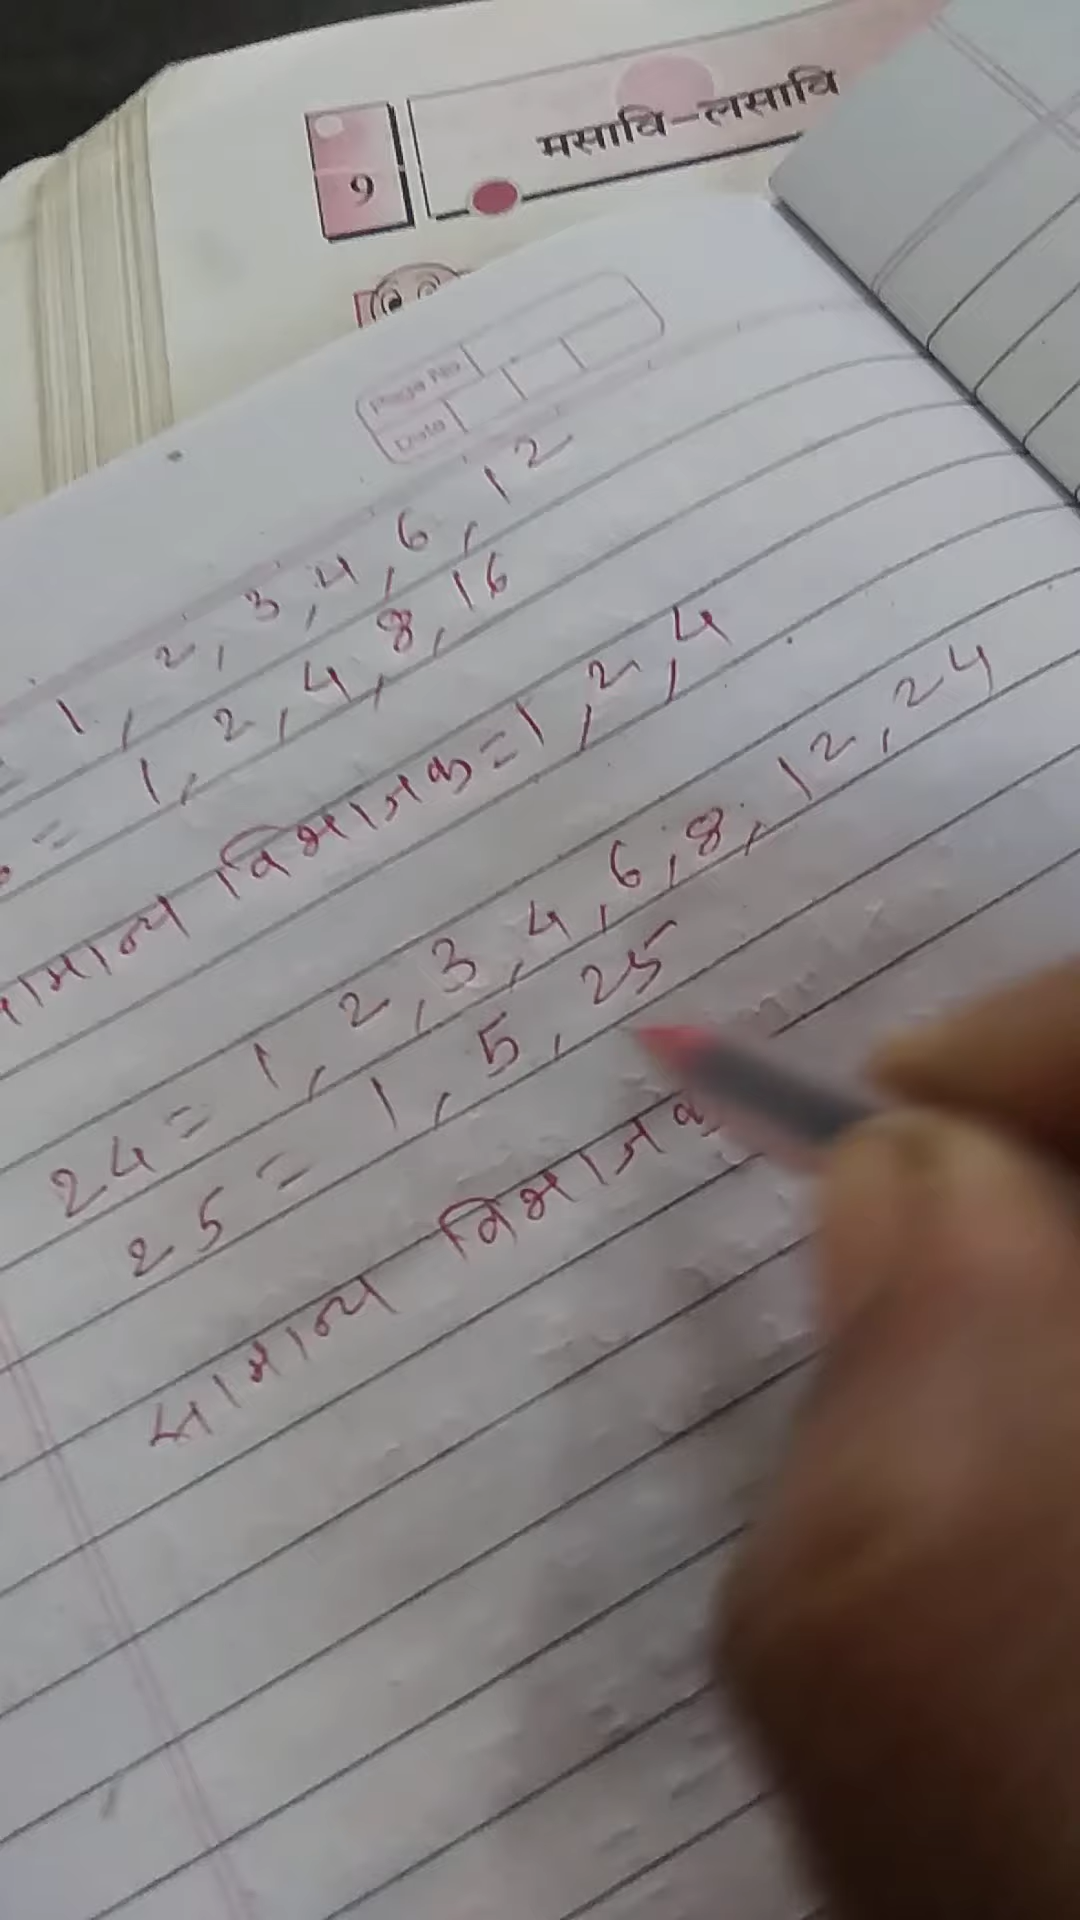 9 मसावि-लसावि
Page No
Date
1, 2, 3, 4, 6, 12
= 1, 2, 4, 8, 16
सामान्य विभाजक = 1, 2, 4
24 = 1, 2, 3, 4, 6, 8, 12, 24
25 = 1, 5, 25
सामान्य विभाजक